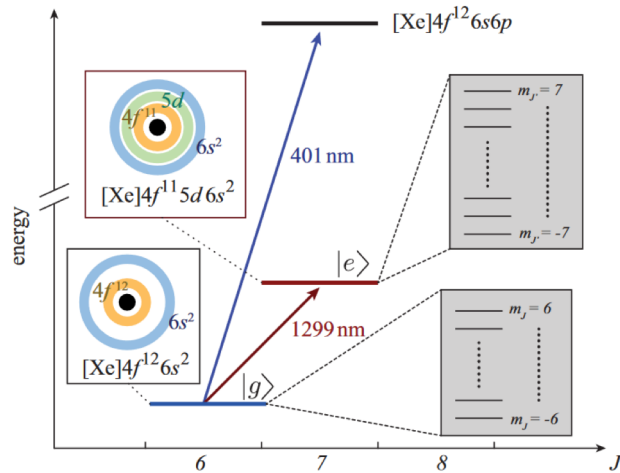 [Xe]4f¹²6s6p
5d
4f¹¹
6s²
[Xe]4f¹¹5d6s²
401 nm
m_J' = 7
m_J' = -7
energy
|e⟩
4f¹²
6s²
[Xe]4f¹²6s²
1299 nm
|g⟩
m_J = 6
m_J = -6
6
7
8
J